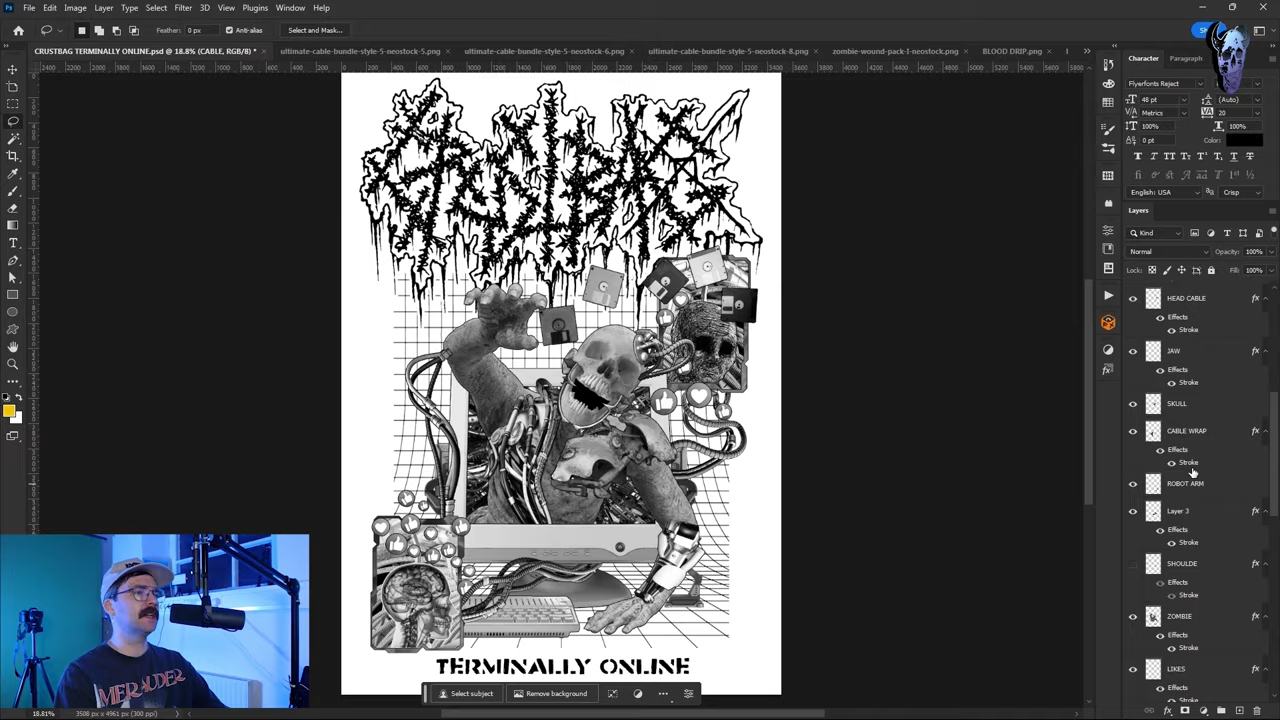 File Edit Image Layer Type Select Filter 3D View Plugins Window Help
Feather: 0 px Anti-alias Select and Mask...
CRUSTBAG TERMINALLY ONLINE.psd @ 18.8% (CABLE, RGB/8) *
ultimate-cable-bundle-style-5-neostock-5.png
ultimate-cable-bundle-style-5-neostock-6.png
ultimate-cable-bundle-style-5-neostock-8.png
zombie-wound-pack-I-neostock.png
BLOOD DRIP.png
Character Paragraph
Flyerfonts Reject
48 pt (Auto)
Metrics 20
100% 100%
0 pt Color:
English: USA Crisp
Layers
Kind
Normal Opacity: 100%
Lock: Fill: 100%
HEAD CABLE
Effects
Stroke
JAW
Effects
Stroke
SKULL
CABLE WRAP
Effects
Stroke
ROBOT ARM
Layer 3
Effects
Stroke
SHOULDE
Effects
Stroke
ZOMBIE
Effects
Stroke
LIKES
Effects
Stroke
CRUSTBAG
TERMINALLY ONLINE
Select subject Remove background
MERAUDER
18.81% 3508 px x 4961 px (300 ppi)